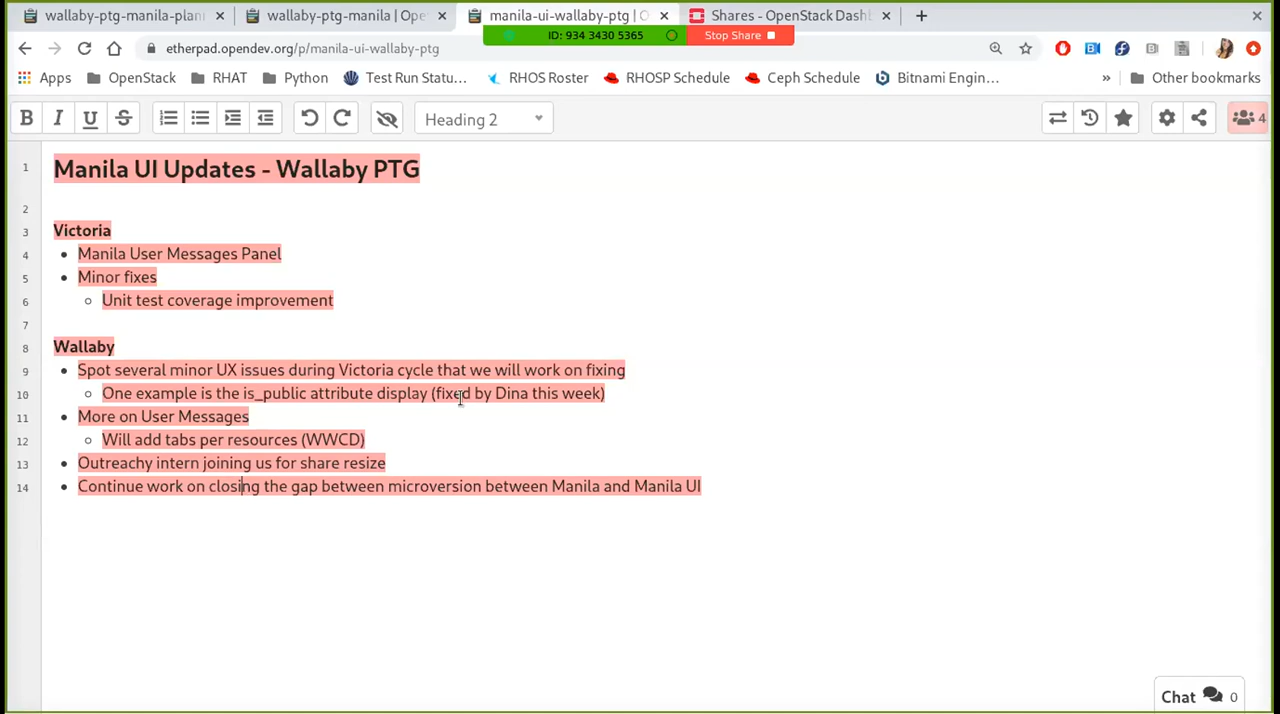 wallaby-ptg-manila-plan
wallaby-ptg-manila | Ope
manila-ui-wallaby-ptg | O
Shares - OpenStack Dash
ID: 934 3430 5365
Stop Share
etherpad.opendev.org/p/manila-ui-wallaby-ptg
Apps
OpenStack
RHAT
Python
Test Run Statu...
RHOS Roster
RHOSP Schedule
Ceph Schedule
Bitnami Engin...
»
Other bookmarks
B I U S
Heading 2
4
1 Manila UI Updates - Wallaby PTG
2
3 Victoria
4 • Manila User Messages Panel
5 • Minor fixes
6 ◦ Unit test coverage improvement
7
8 Wallaby
9 • Spot several minor UX issues during Victoria cycle that we will work on fixing
10 ◦ One example is the is_public attribute display (fixed by Dina this week)
11 • More on User Messages
12 ◦ Will add tabs per resources (WWCD)
13 • Outreachy intern joining us for share resize
14 • Continue work on closing the gap between microversion between Manila and Manila UI
Chat 0